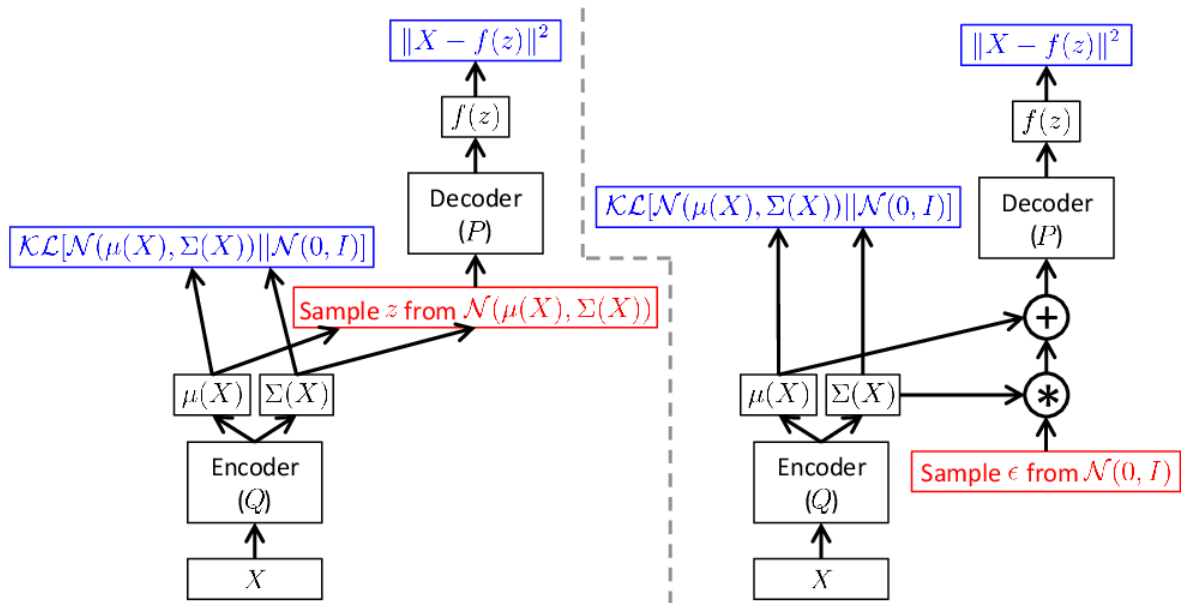 ‖X − f(z)‖²
f(z)
Decoder
(P)
𝒦ℒ[𝒩(μ(X), Σ(X))||𝒩(0, I)]
Sample z from 𝒩(μ(X), Σ(X))
μ(X)
Σ(X)
Encoder
(Q)
X
‖X − f(z)‖²
f(z)
Decoder
(P)
𝒦ℒ[𝒩(μ(X), Σ(X))||𝒩(0, I)]
+
μ(X)
Σ(X)
*
Encoder
(Q)
Sample ϵ from 𝒩(0, I)
X